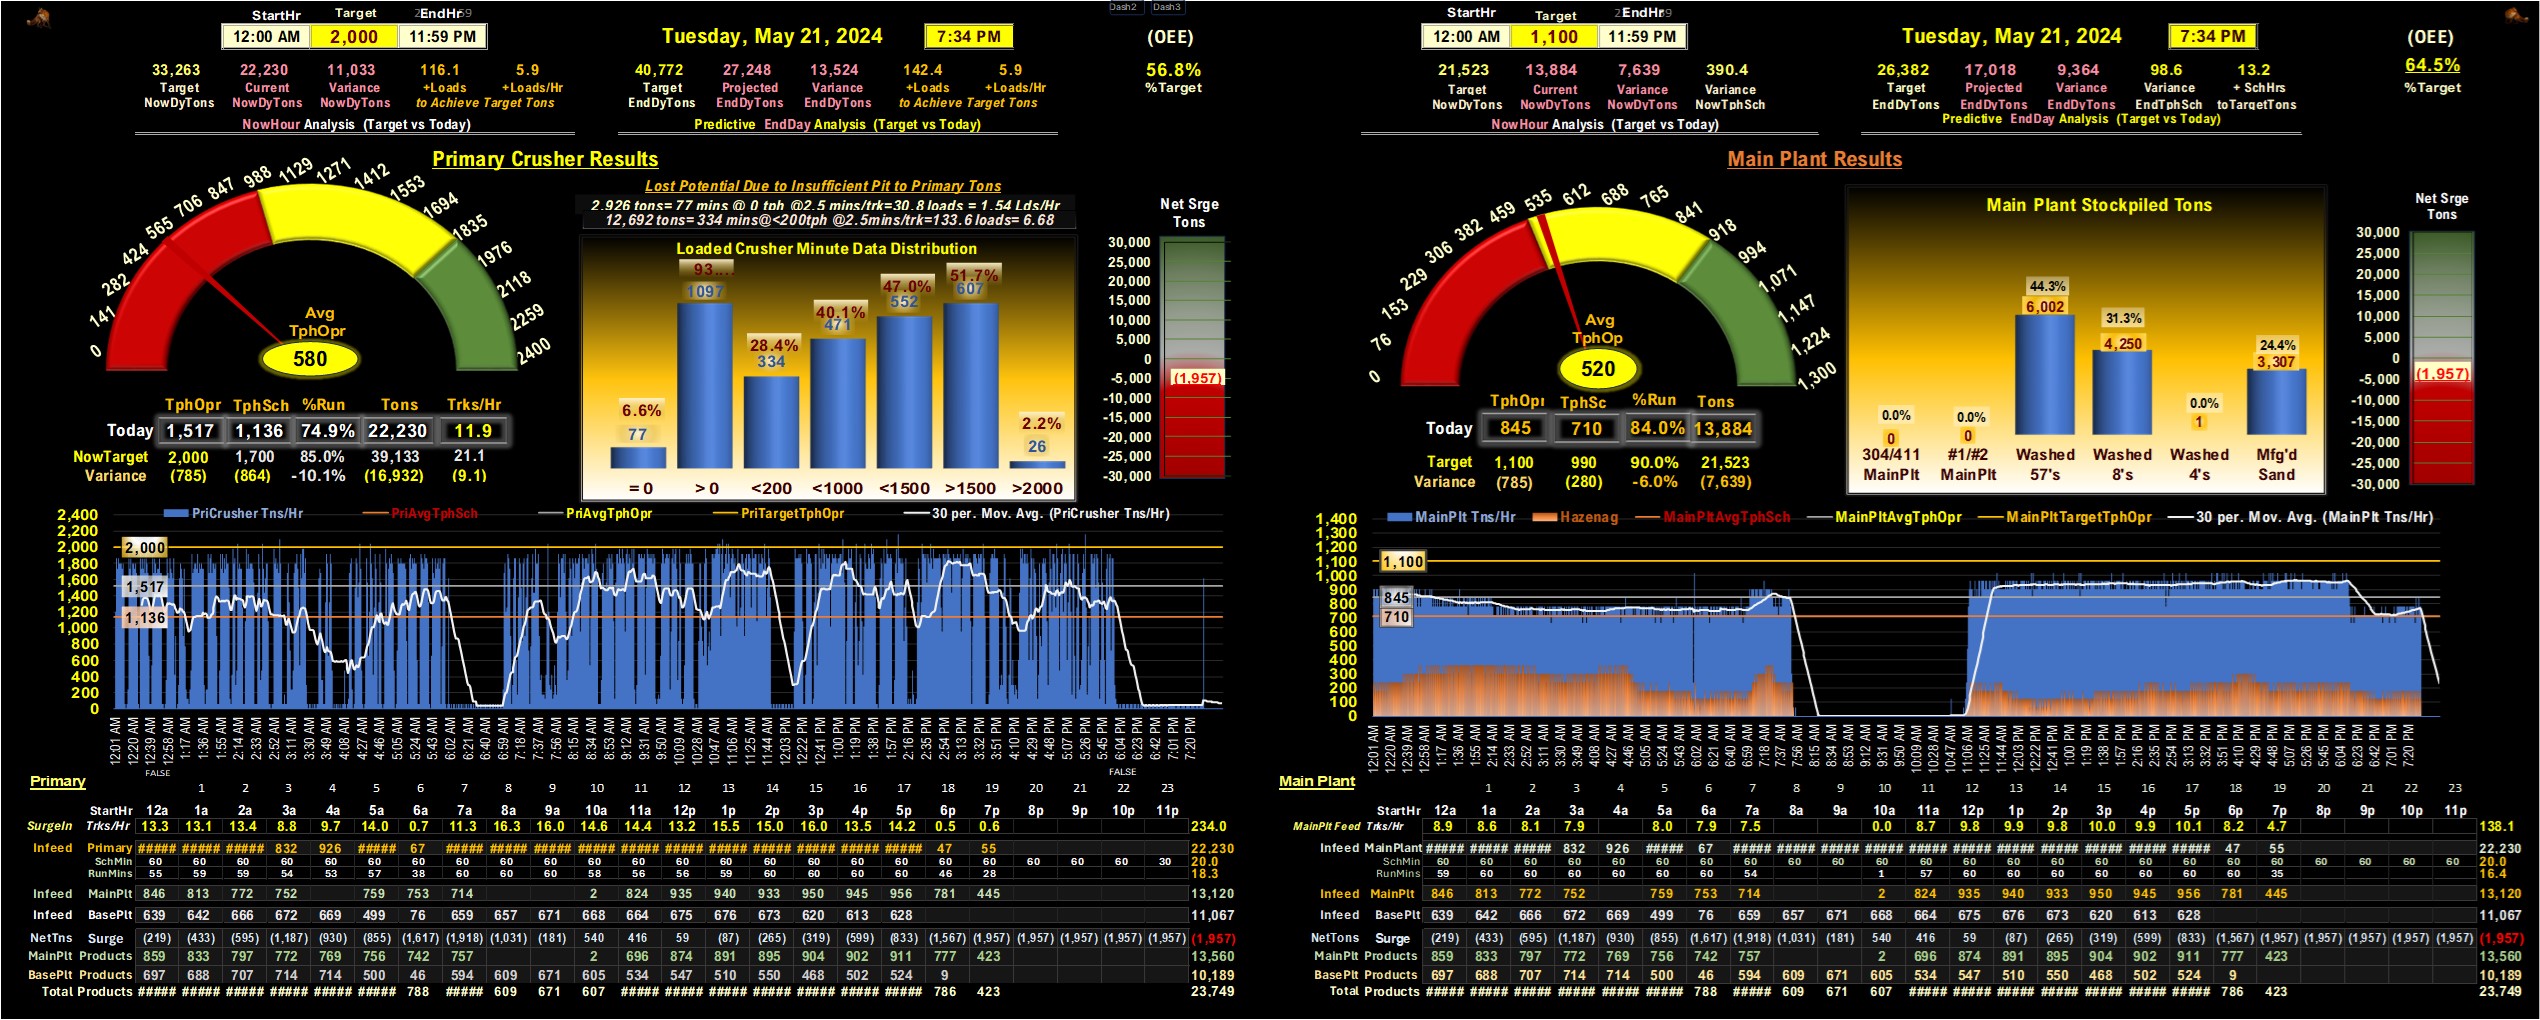 Dash2 Dash3
StartHr Target EndHr
12:00 AM 2,000 11:59 PM
Tuesday, May 21, 2024 7:34 PM
(OEE)
56.8%
%Target
33,263 22,230 11,033 116.1 5.9
Target Current Variance +Loads +Loads/Hr
NowDyTons NowDyTons NowDyTons to Achieve Target Tons
NowHour Analysis (Target vs Today)
40,772 27,248 13,524 142.4 5.9
Target Projected Variance +Loads +Loads/Hr
EndDyTons EndDyTons EndDyTons to Achieve Target Tons
Predictive EndDay Analysis (Target vs Today)
Primary Crusher Results
0 141 282 424 565 706 847 988 1129 1271 1412 1553 1694 1835 1976 2118 2259 2400
Avg
TphOpr
580
TphOpr TphSch %Run Tons Trks/Hr
Today 1,517 1,136 74.9% 22,230 11.9
NowTarget 2,000 1,700 85.0% 39,133 21.1
Variance (785) (864) -10.1% (16,932) (9.1)
Lost Potential Due to Insufficient Pit to Primary Tons
2,926 tons= 77 mins @ 0 tph @2.5 mins/trk=30.8 loads = 1.54 Lds/Hr
12,692 tons= 334 mins@<200tph @2.5mins/trk=133.6 loads= 6.68
Loaded Crusher Minute Data Distribution
6.6% 93.... 28.4% 40.1% 47.0% 51.7% 2.2%
77 1097 334 471 552 607 26
= 0 > 0 <200 <1000 <1500 >1500 >2000
Net Srge
Tons
30,000
25,000
20,000
15,000
10,000
5,000
0
-5,000
(1,957)
-10,000
-15,000
-20,000
-25,000
-30,000
PriCrusher Tns/Hr PriAvgTphSch PriAvgTphOpr PriTargetTphOpr 30 per. Mov. Avg. (PriCrusher Tns/Hr)
2,400
2,200
2,000
1,800
1,600
1,400
1,200
1,000
800
600
400
200
0
2,000
1,517
1,136
12:01 AM 12:20 AM 12:39 AM 12:58 AM 1:17 AM 1:36 AM 1:55 AM 2:14 AM 2:33 AM 2:52 AM 3:11 AM 3:30 AM 3:49 AM 4:08 AM 4:27 AM 4:46 AM 5:05 AM 5:24 AM 5:43 AM 6:02 AM 6:21 AM 6:40 AM 6:59 AM 7:18 AM 7:37 AM 7:56 AM 8:15 AM 8:34 AM 8:53 AM 9:12 AM 9:31 AM 9:50 AM 10:09 AM 10:28 AM 10:47 AM 11:06 AM 11:25 AM 11:44 AM 12:03 PM 12:22 PM 12:41 PM 1:00 PM 1:19 PM 1:38 PM 1:57 PM 2:16 PM 2:35 PM 2:54 PM 3:13 PM 3:32 PM 3:51 PM 4:10 PM 4:29 PM 4:48 PM 5:07 PM 5:26 PM 5:45 PM 6:04 PM 6:23 PM 6:42 PM 7:01 PM 7:20 PM
FALSE FALSE
Primary
1 2 3 4 5 6 7 8 9 10 11 12 13 14 15 16 17 18 19 20 21 22 23
StartHr 12a 1a 2a 3a 4a 5a 6a 7a 8a 9a 10a 11a 12p 1p 2p 3p 4p 5p 6p 7p 8p 9p 10p 11p
SurgeIn Trks/Hr 13.3 13.1 13.4 8.8 9.7 14.0 0.7 11.3 16.3 16.0 14.6 14.4 13.2 15.5 15.0 16.0 13.5 14.2 0.5 0.6 234.0
Infeed Primary ##### ##### ##### 832 926 ##### 67 ##### ##### ##### ##### ##### ##### ##### ##### ##### ##### ##### 47 55 22,230
SchMin 60 60 60 60 60 60 60 60 60 60 60 60 60 60 60 60 60 60 60 60 60 60 60 30 20.0
RunMins 55 59 59 54 53 57 38 60 60 60 58 56 56 59 60 60 60 60 46 28 18.3
Infeed MainPlt 846 813 772 752 759 753 714 2 824 935 940 933 950 945 956 781 445 13,120
Infeed BasePlt 639 642 666 672 669 499 76 659 657 671 668 664 675 676 673 620 613 628 11,067
NetTns Surge (219) (433) (595) (1,187) (930) (855) (1,617) (1,918) (1,031) (181) 540 416 59 (87) (265) (319) (599) (833) (1,567) (1,957) (1,957) (1,957) (1,957) (1,957) (1,957)
MainPlt Products 859 833 797 772 769 756 742 757 2 696 874 891 895 904 902 911 777 423 13,560
BasePlt Products 697 688 707 714 714 500 46 594 609 671 605 534 547 510 550 468 502 524 9 10,189
Total Products ##### ##### ##### ##### ##### ##### 788 ##### 609 671 607 ##### ##### ##### ##### ##### ##### ##### 786 423 23,749
StartHr Target EndHr
12:00 AM 1,100 11:59 PM
Tuesday, May 21, 2024 7:34 PM
(OEE)
64.5%
%Target
21,523 13,884 7,639 390.4
Target Current Variance Variance
NowDyTons NowDyTons NowDyTons NowTphSch
NowHour Analysis (Target vs Today)
26,382 17,018 9,364 98.6 13.2
Target Projected Variance Variance + SchHrs
EndDyTons EndDyTons EndDyTons EndTphSch toTargetTons
Predictive EndDay Analysis (Target vs Today)
Main Plant Results
0 76 153 229 306 382 459 535 612 688 765 841 918 994 1,071 1,147 1,224 1,300
Avg
TphOp
520
TphOpr TphSc %Run Tons
Today 845 710 84.0% 13,884
Target 1,100 990 90.0% 21,523
Variance (785) (280) -6.0% (7,639)
Main Plant Stockpiled Tons
0.0% 0.0% 44.3% 31.3% 0.0% 24.4%
0 0 6,002 4,250 1 3,307
304/411 #1/#2 Washed Washed Washed Mfg'd
MainPlt MainPlt 57's 8's 4's Sand
Net Srge
Tons
30,000
25,000
20,000
15,000
10,000
5,000
0
(1,957)
-5,000
-10,000
-15,000
-20,000
-25,000
-30,000
MainPlt Tns/Hr Hazenag MainPltAvgTphSch MainPltAvgTphOpr MainPltTargetTphOpr 30 per. Mov. Avg. (MainPlt Tns/Hr)
1,400
1,300
1,200
1,100
1,000
900
800
700
600
500
400
300
200
100
0
1,100
845
710
12:01 AM 12:20 AM 12:39 AM 12:58 AM 1:17 AM 1:36 AM 1:55 AM 2:14 AM 2:33 AM 2:52 AM 3:11 AM 3:30 AM 3:49 AM 4:08 AM 4:27 AM 4:46 AM 5:05 AM 5:24 AM 5:43 AM 6:02 AM 6:21 AM 6:40 AM 6:59 AM 7:18 AM 7:37 AM 7:56 AM 8:15 AM 8:34 AM 8:53 AM 9:12 AM 9:31 AM 9:50 AM 10:09 AM 10:28 AM 10:47 AM 11:06 AM 11:25 AM 11:44 AM 12:03 PM 12:22 PM 12:41 PM 1:00 PM 1:19 PM 1:38 PM 1:57 PM 2:16 PM 2:35 PM 2:54 PM 3:13 PM 3:32 PM 3:51 PM 4:10 PM 4:29 PM 4:48 PM 5:07 PM 5:26 PM 5:45 PM 6:04 PM 6:23 PM 6:42 PM 7:01 PM 7:20 PM
Main Plant
1 2 3 4 5 6 7 8 9 10 11 12 13 14 15 16 17 18 19 20 21 22 23
StartHr 12a 1a 2a 3a 4a 5a 6a 7a 8a 9a 10a 11a 12p 1p 2p 3p 4p 5p 6p 7p 8p 9p 10p 11p
MainPlt Feed Trks/Hr 8.9 8.6 8.1 7.9 8.0 7.9 7.5 0.0 8.7 9.8 9.9 9.8 10.0 9.9 10.1 8.2 4.7 138.1
Infeed MainPlant ##### ##### ##### 832 926 ##### 67 ##### ##### ##### ##### ##### ##### ##### ##### ##### ##### ##### 47 55 22,230
SchMin 60 60 60 60 60 60 60 60 60 60 60 60 60 60 60 60 60 60 60 60 60 60 60 60 20.0
RunMins 59 60 60 60 60 60 60 54 1 57 60 60 60 60 60 60 60 35 16.4
Infeed MainPlt 846 813 772 752 759 753 714 2 824 935 940 933 950 945 956 781 445 13,120
Infeed BasePlt 639 642 666 672 669 499 76 659 657 671 668 664 675 676 673 620 613 628 11,067
NetTons Surge (219) (433) (595) (1,187) (930) (855) (1,617) (1,918) (1,031) (181) 540 416 59 (87) (265) (319) (599) (833) (1,567) (1,957) (1,957) (1,957) (1,957) (1,957) (1,957)
MainPlt Products 859 833 797 772 769 756 742 757 2 696 874 891 895 904 902 911 777 423 13,560
BasePlt Products 697 688 707 714 714 500 46 594 609 671 605 534 547 510 550 468 502 524 9 10,189
Total Products ##### ##### ##### ##### ##### ##### 788 ##### 609 671 607 ##### ##### ##### ##### ##### ##### ##### 786 423 23,749